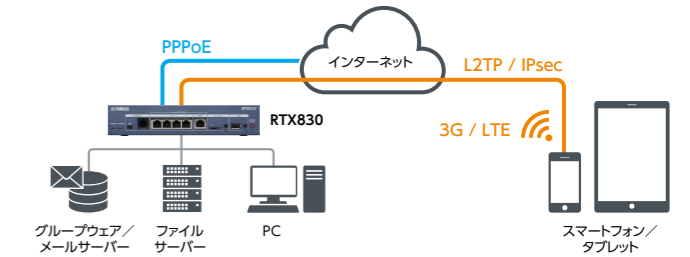 PPPoE
インターネット
L2TP / IPsec
RTX830
3G / LTE
グループウェア／
メールサーバー
ファイル
サーバー
PC
スマートフォン／
タブレット